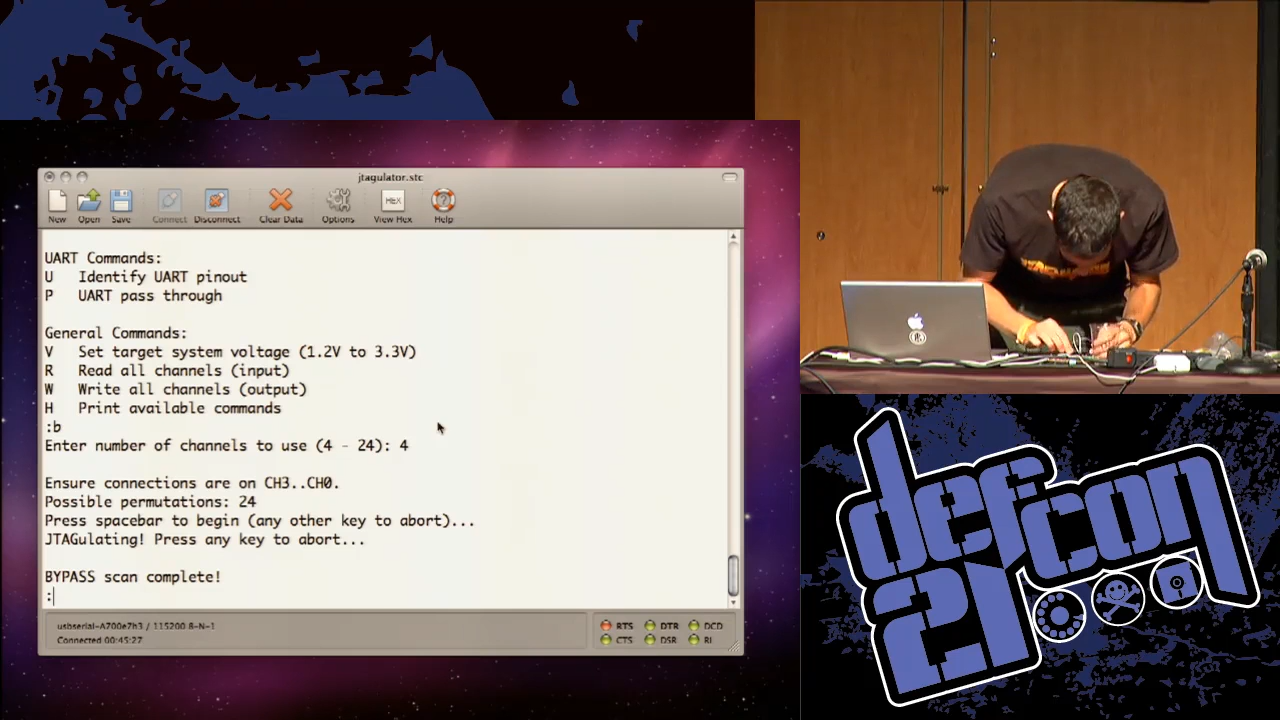 jtagulator.stc
New Open Save Connect Disconnect Clear Data Options View Hex Help
HEX
UART Commands:
U Identify UART pinout
P UART pass through
General Commands:
V Set target system voltage (1.2V to 3.3V)
R Read all channels (input)
W Write all channels (output)
H Print available commands
:b
Enter number of channels to use (4 - 24): 4
Ensure connections are on CH3..CH0.
Possible permutations: 24
Press spacebar to begin (any other key to abort)...
JTAGulating! Press any key to abort...
BYPASS scan complete!
:
usbserial-A700e7h3 / 115200 8-N-1
Connected 00:45:27
RTS DTR DCD
CTS DSR RI
defcon
21